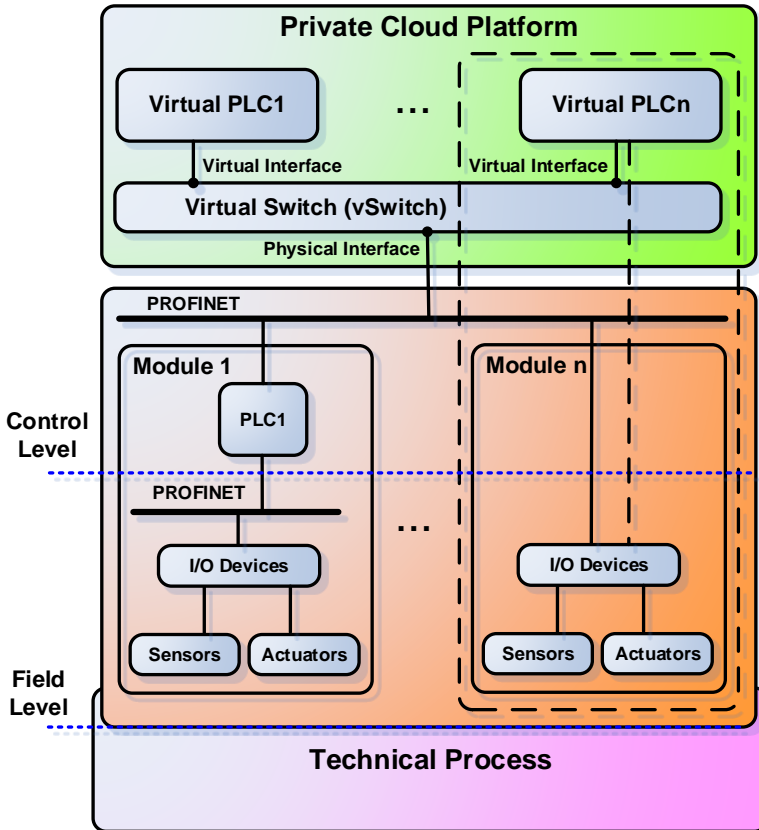 Private Cloud Platform
Virtual PLC1
...
Virtual PLCn
Virtual Interface
Virtual Interface
Virtual Switch (vSwitch)
Physical Interface
PROFINET
Module 1
Module n
PLC1
Control
Level
PROFINET
...
I/O Devices
I/O Devices
Sensors
Actuators
Sensors
Actuators
Field
Level
Technical Process